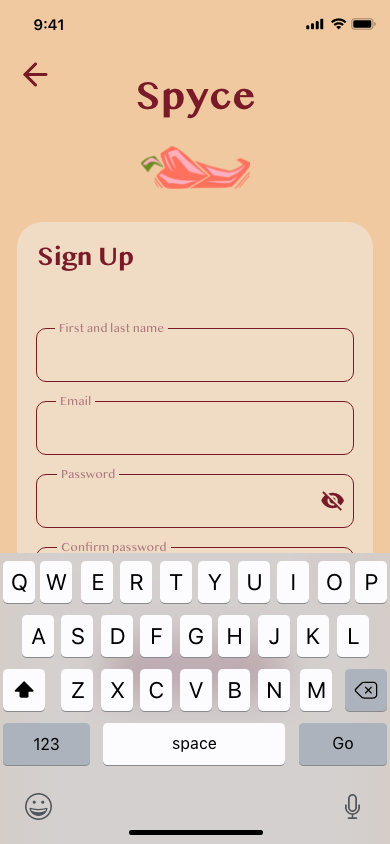 9:41
Spyce
Sign Up
First and last name
Email
Password
Confirm password
Q W E R T Y U I O P
A S D F G H J K L
Z X C V B N M
123 space Go